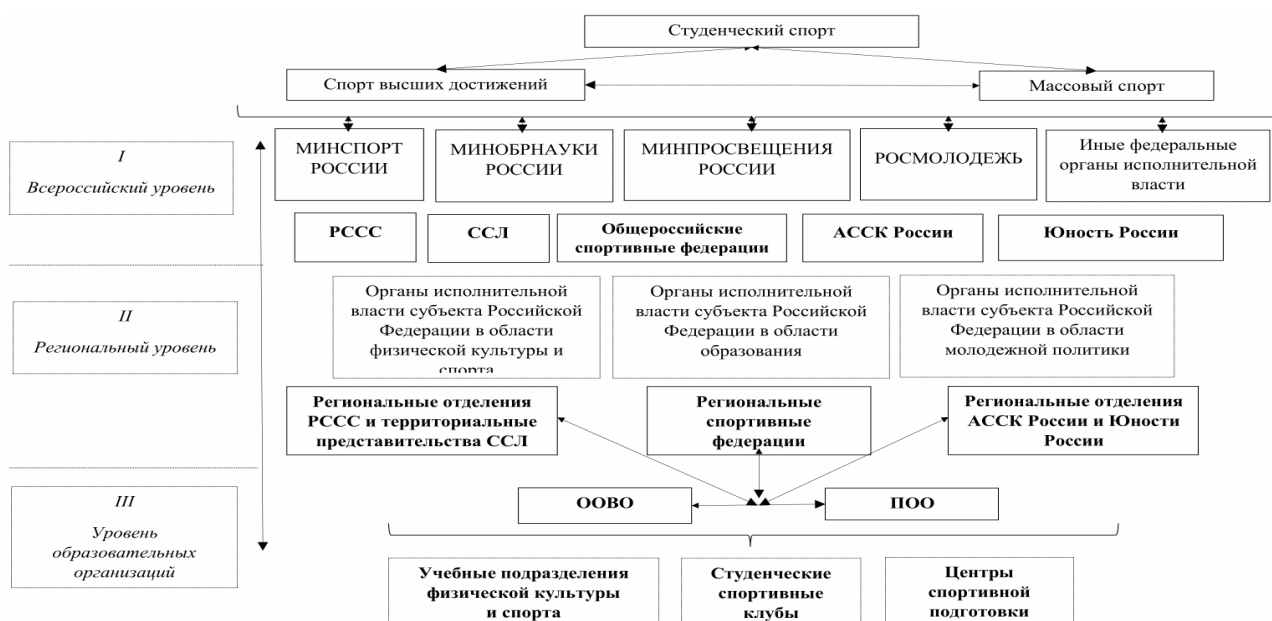 Студенческий спорт
Спорт высших достижений
Массовый спорт
I
Всероссийский уровень
МИНСПОРТ
РОССИИ
МИНОБРНАУКИ
РОССИИ
МИНПРОСВЕЩЕНИЯ
РОССИИ
РОСМОЛОДЕЖЬ
Иные федеральные
органы исполнительной
власти
РССС
ССЛ
Общероссийские
спортивные федерации
АССК России
Юность России
II
Региональный уровень
Органы исполнительной
власти субъекта Российской
Федерации в области
физической культуры и
спорта
Органы исполнительной
власти субъекта Российской
Федерации в области
образования
Органы исполнительной
власти субъекта Российской
Федерации в области
молодежной политики
Региональные отделения
РССС и территориальные
представительства ССЛ
Региональные
спортивные
федерации
Региональные отделения
АССК России и Юности
России
III
Уровень
образовательных
организаций
ООВО
ПОО
Учебные подразделения
физической культуры
и спорта
Студенческие
спортивные
клубы
Центры
спортивной
подготовки